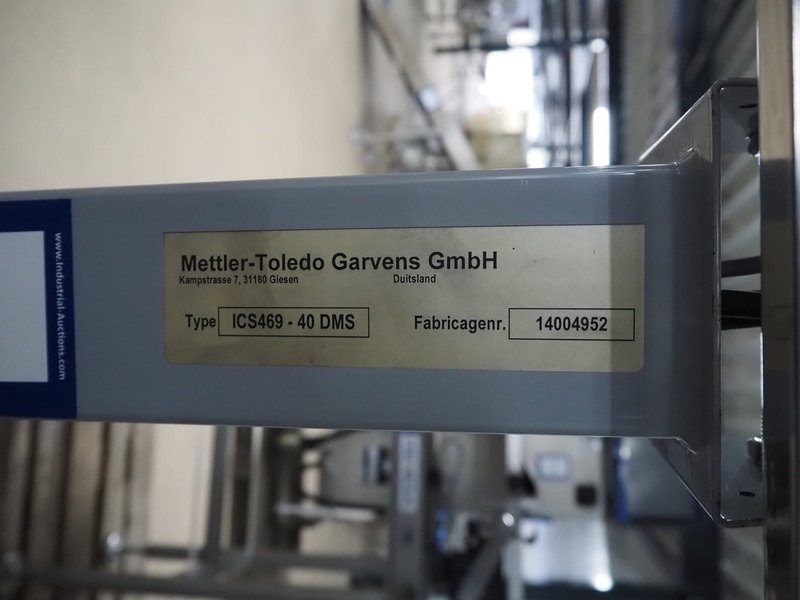 Mettler-Toledo Garvens GmbH
Kampstrasse 7, 31180 Giesen Duitsland
Type ICS469 - 40 DMS Fabricagenr. 14004952
www.Industrial-Auctions.com